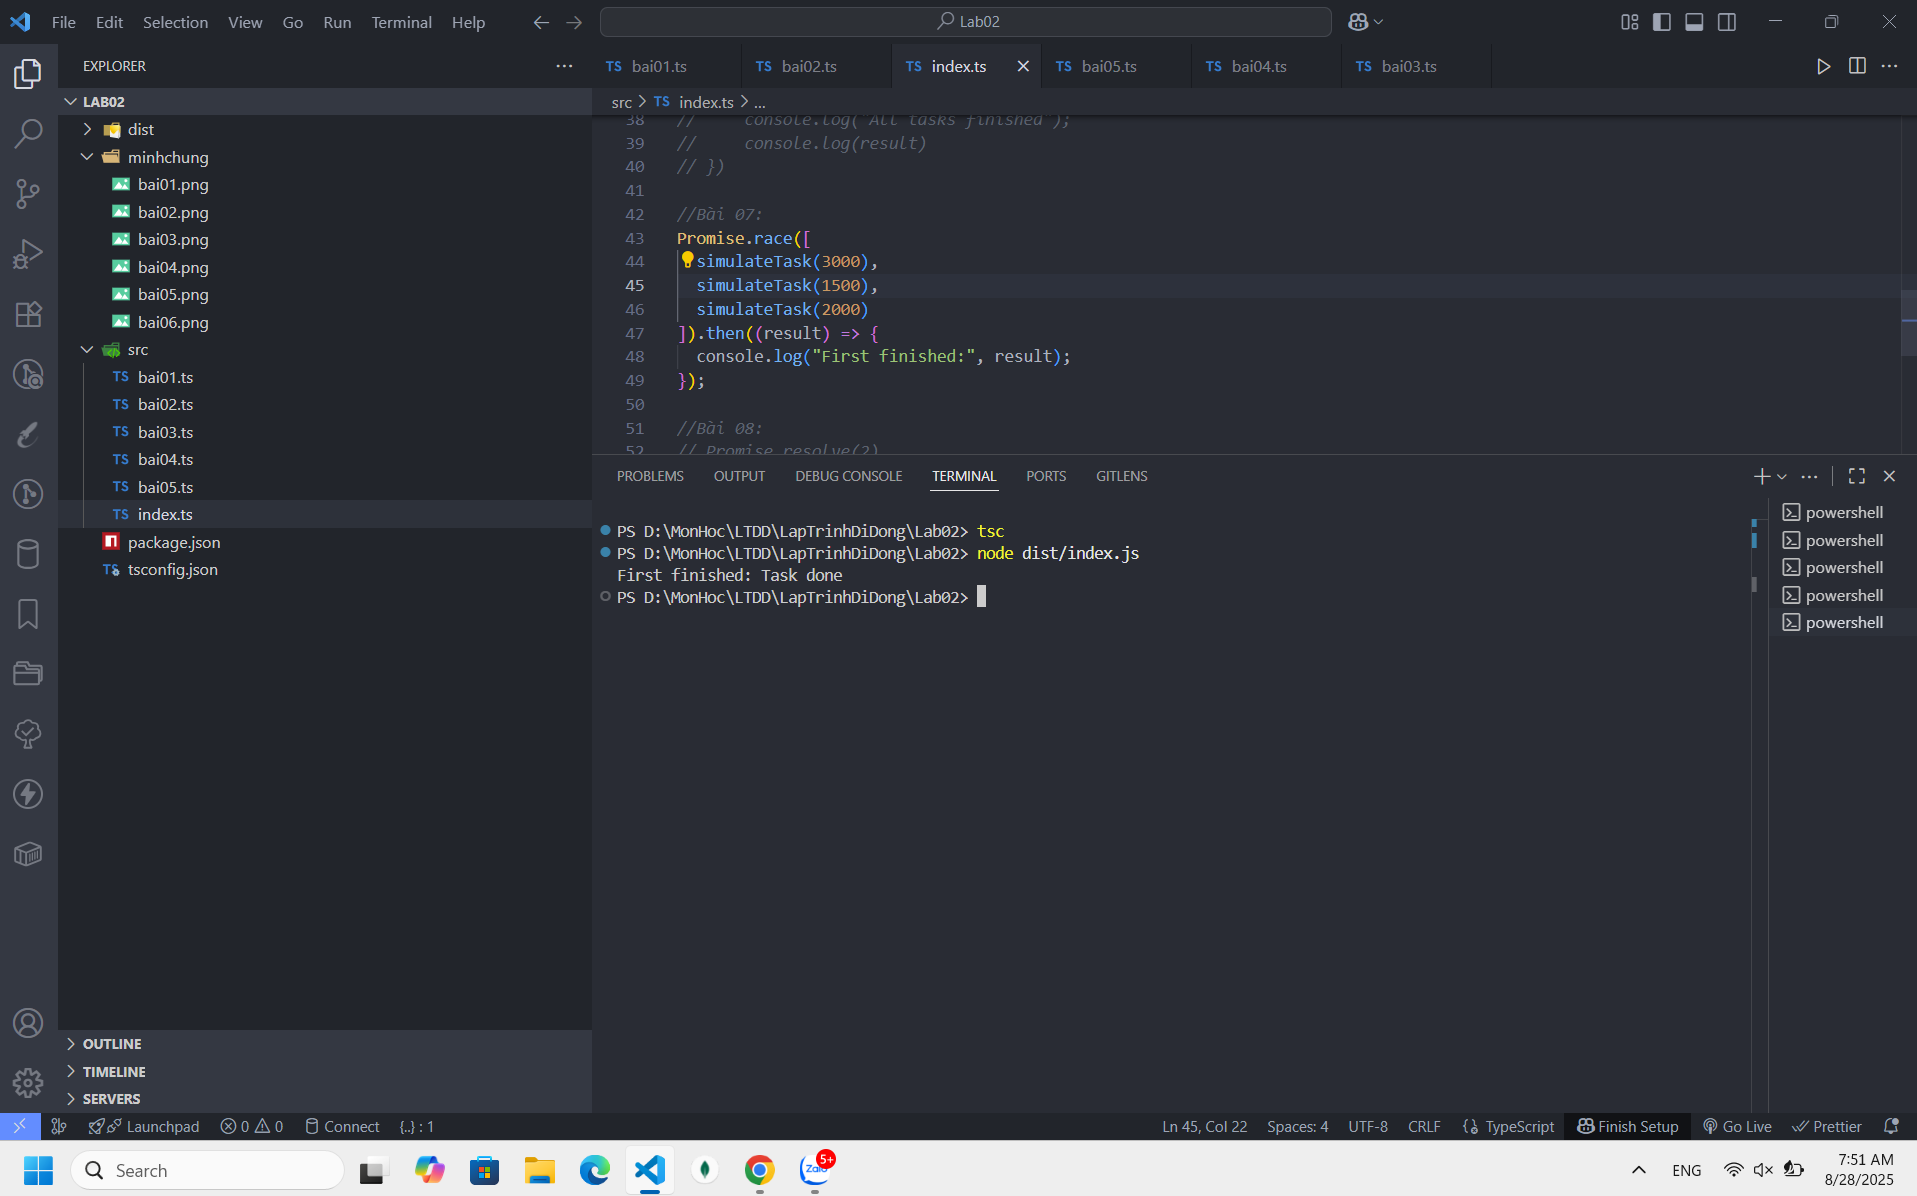 File Edit Selection View Go Run Terminal Help
Lab02
EXPLORER
LAB02
dist
minhchung
bai01.png
bai02.png
bai03.png
bai04.png
bai05.png
bai06.png
src
TS bai01.ts
TS bai02.ts
TS bai03.ts
TS bai04.ts
TS bai05.ts
TS index.ts
package.json
TS tsconfig.json
OUTLINE
TIMELINE
SERVERS
TS bai01.ts TS bai02.ts TS index.ts TS bai05.ts TS bai04.ts TS bai03.ts
src > TS index.ts > ...
38 // console.log('All tasks finished');
39 // console.log(result)
40 // })
41
42 //Bài 07:
43 Promise.race([
44 simulateTask(3000),
45 simulateTask(1500),
46 simulateTask(2000)
47 ]).then((result) => {
48 console.log("First finished:", result);
49 });
50
51 //Bài 08:
52 // Promise.resolve(2)
PROBLEMS OUTPUT DEBUG CONSOLE TERMINAL PORTS GITLENS
PS D:\MonHoc\LTDD\LapTrinhDiDong\Lab02> tsc
PS D:\MonHoc\LTDD\LapTrinhDiDong\Lab02> node dist/index.js
First finished: Task done
PS D:\MonHoc\LTDD\LapTrinhDiDong\Lab02>
powershell
powershell
powershell
powershell
powershell
Launchpad 0 0 Connect {..} : 1 Ln 45, Col 22 Spaces: 4 UTF-8 CRLF {} TypeScript Finish Setup Go Live Prettier
Search Zalo 5+ ENG 7:51 AM
8/28/2025